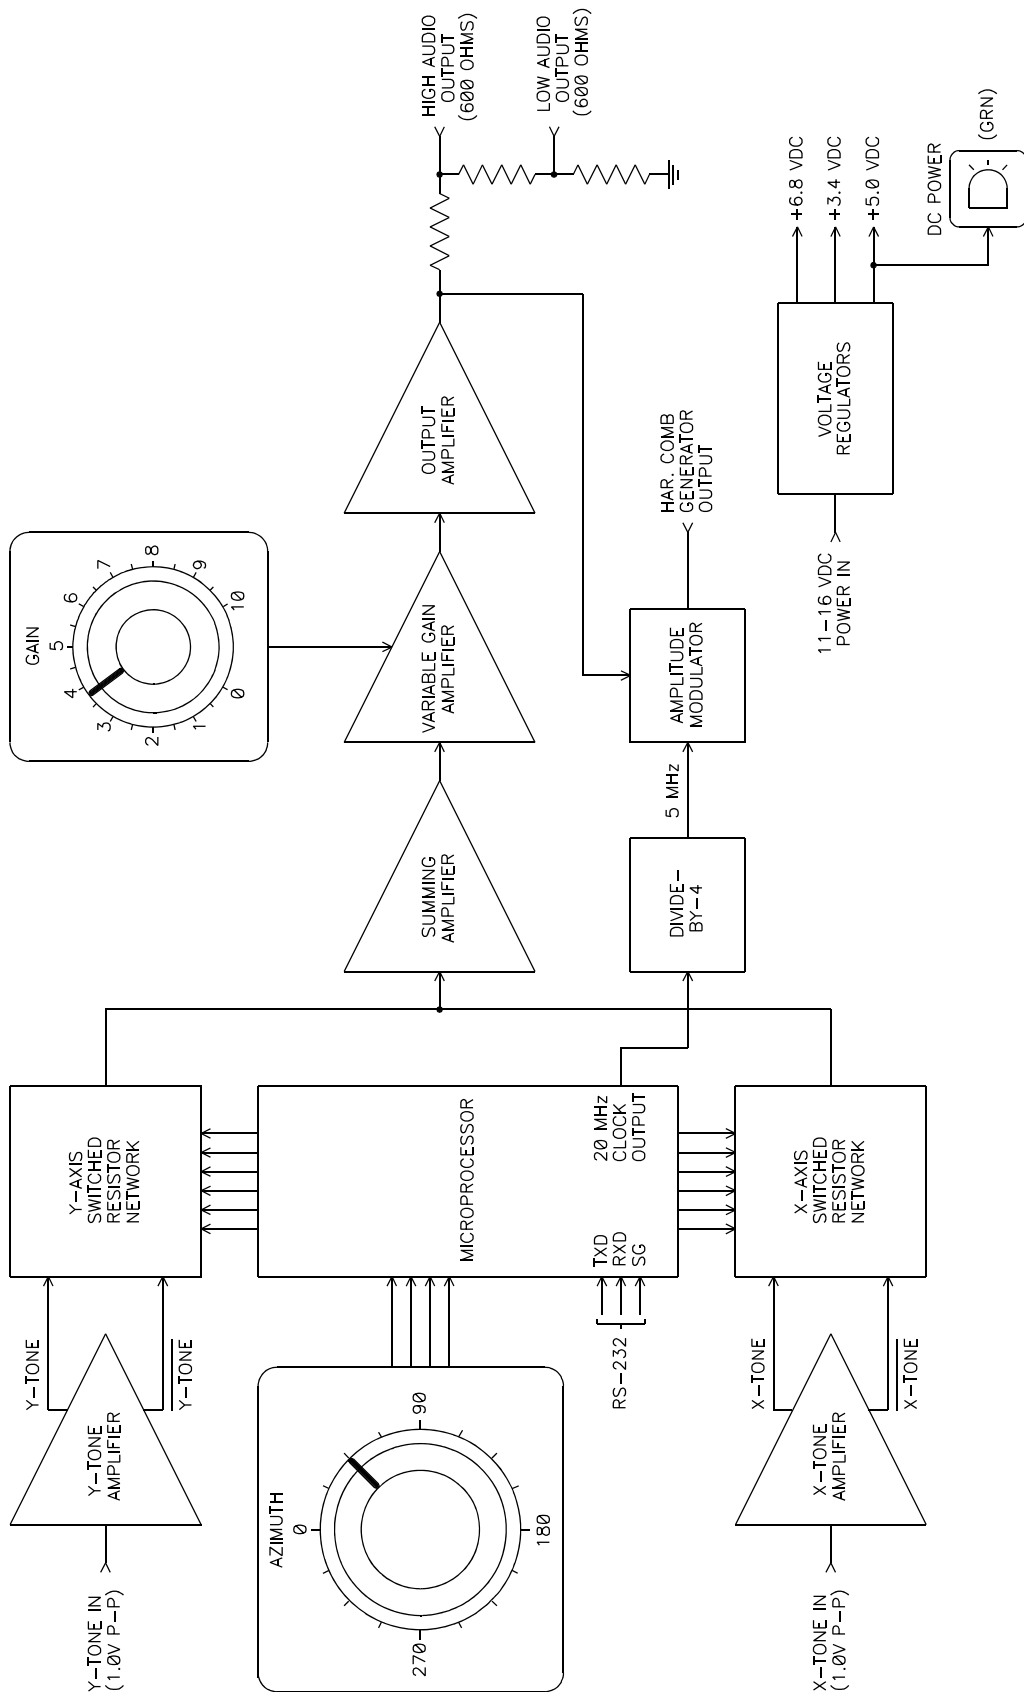 Y-TONE IN
(1.0V P-P)
Y-TONE
AMPLIFIER
Y-TONE
Y-TONE
Y-AXIS
SWITCHED
RESISTOR
NETWORK
AZIMUTH
0
90
180
270
MICROPROCESSOR
TXD
RXD
SG
RS-232
20 MHz
CLOCK
OUTPUT
X-TONE IN
(1.0V P-P)
X-TONE
AMPLIFIER
X-TONE
X-TONE
X-AXIS
SWITCHED
RESISTOR
NETWORK
SUMMING
AMPLIFIER
GAIN
0
1
2
3
4
5
6
7
8
9
10
VARIABLE GAIN
AMPLIFIER
OUTPUT
AMPLIFIER
HIGH AUDIO
OUTPUT
(600 OHMS)
LOW AUDIO
OUTPUT
(600 OHMS)
DIVIDE-
BY-4
5 MHz
AMPLITUDE
MODULATOR
HAR. COMB
GENERATOR
OUTPUT
11-16 VDC
POWER IN
VOLTAGE
REGULATORS
+6.8 VDC
+3.4 VDC
+5.0 VDC
DC POWER
(GRN)